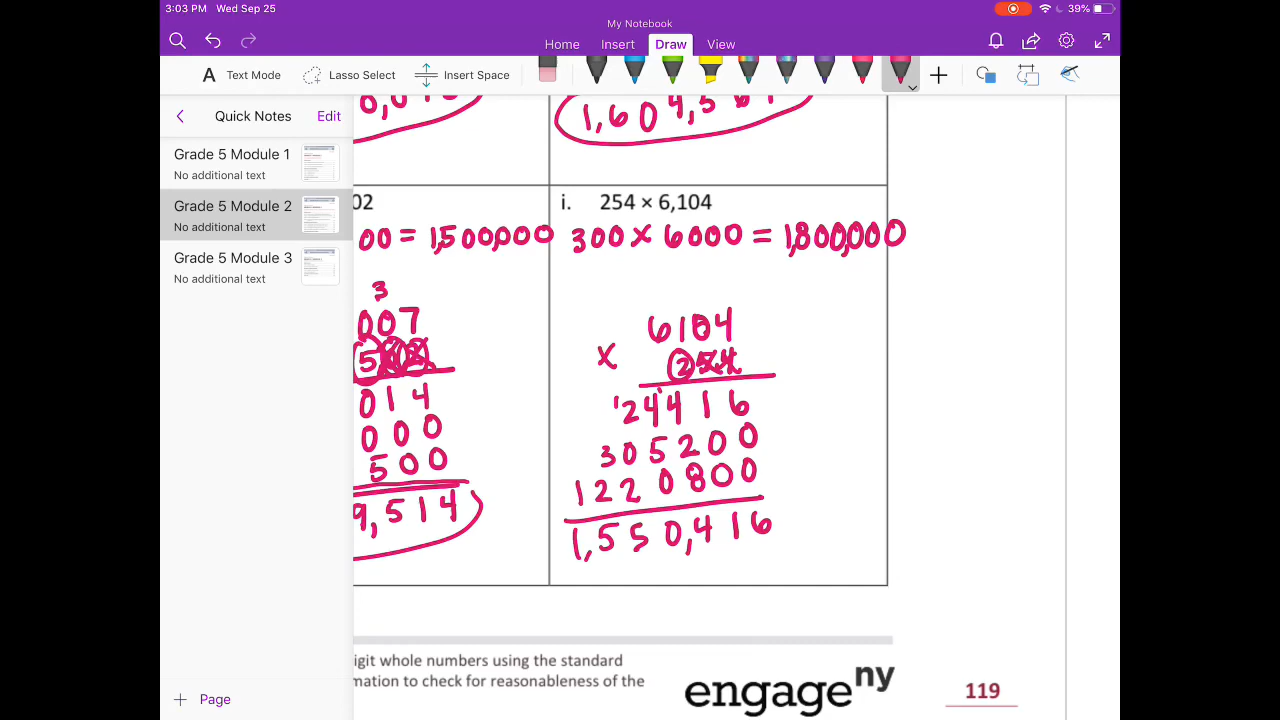 3:03 PM Wed Sep 25
39%
My Notebook
Home Insert Draw View
Text Mode Lasso Select Insert Space
Quick Notes Edit
Grade 5 Module 1
No additional text
Grade 5 Module 2
No additional text
Grade 5 Module 3
No additional text
Page
1,604,5
02
00 = 1,500,000
3
007
5
014
000
500
9,514
i. 254 × 6,104
300 × 6000 = 1,800,000
6104
× 254
24416
305200
1220800
1,550,416
igit whole numbers using the standard
mation to check for reasonableness of the
engage ny
119